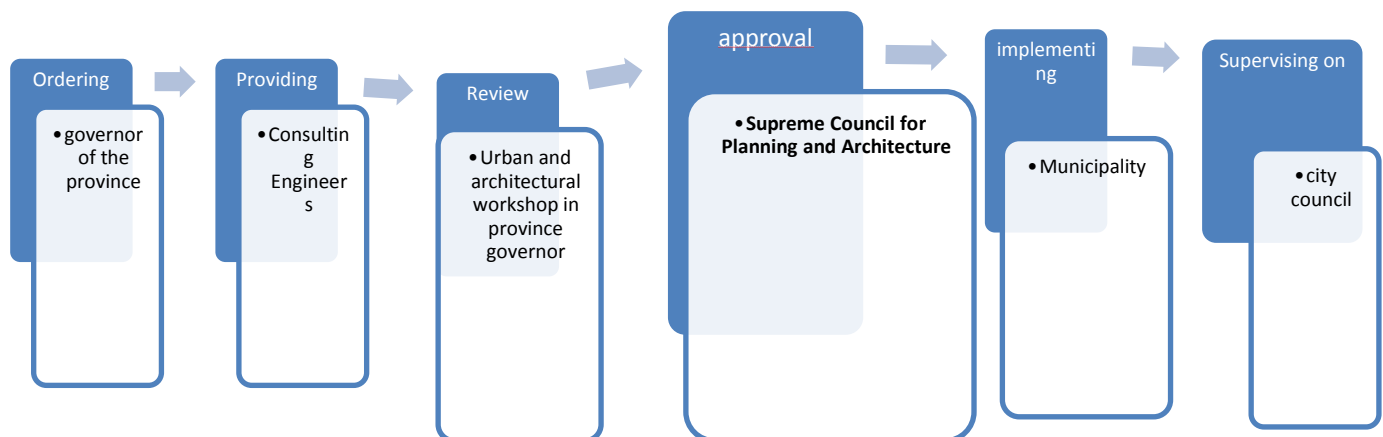 Ordering
•governor
of the
province
Providing
•Consultin
g
Engineer
s
Review
•Urban and
architectural
workshop in
province
governor
approval
•Supreme Council for
Planning and Architecture
implementi
ng
•Municipality
Supervising on
•city
council